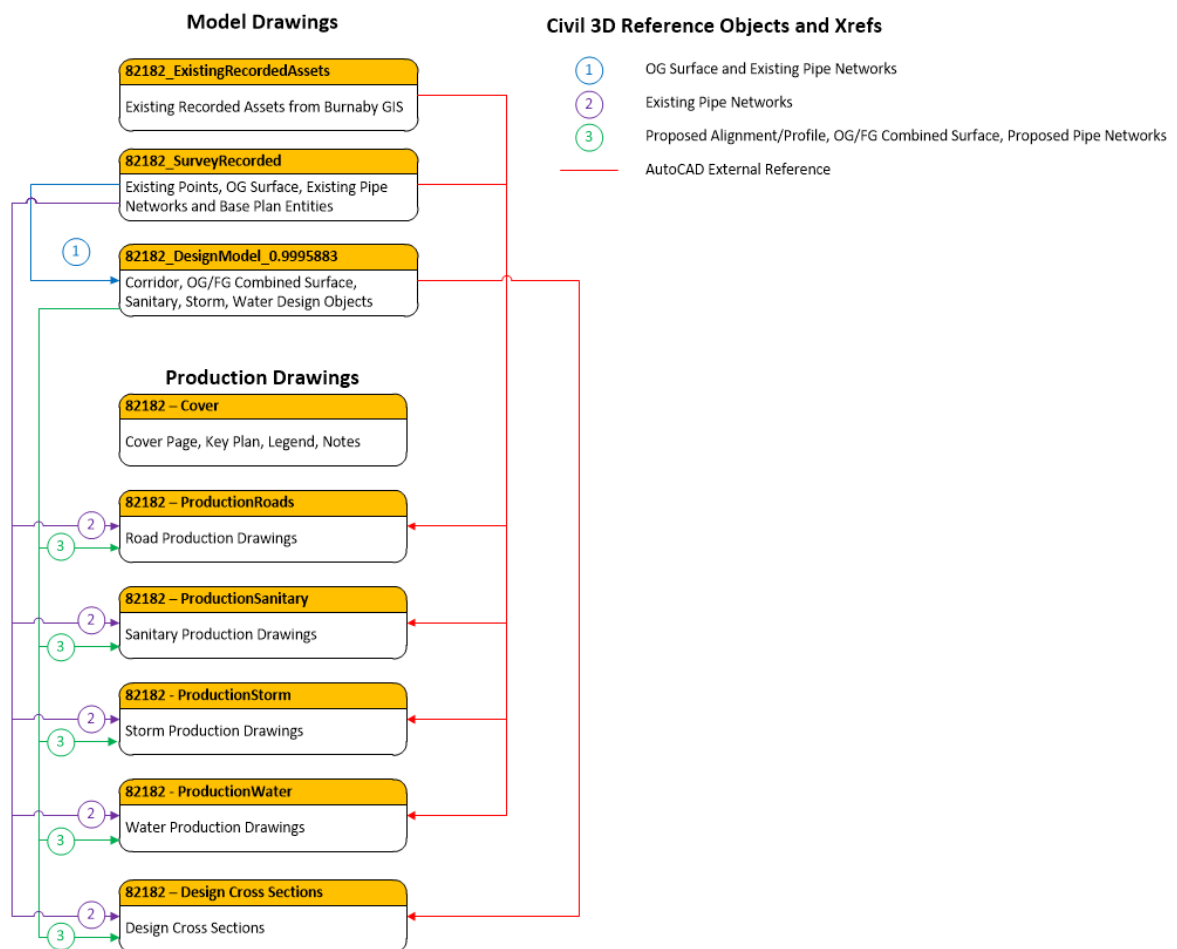 Model Drawings
82182_ExistingRecordedAssets
Existing Recorded Assets from Burnaby GIS
82182_SurveyRecorded
Existing Points, OG Surface, Existing Pipe
Networks and Base Plan Entities
1
82182_DesignModel_0.9995883
Corridor, OG/FG Combined Surface,
Sanitary, Storm, Water Design Objects
Production Drawings
82182 – Cover
Cover Page, Key Plan, Legend, Notes
82182 – ProductionRoads
2
Road Production Drawings
3
82182 – ProductionSanitary
2
Sanitary Production Drawings
3
82182 - ProductionStorm
2
Storm Production Drawings
3
82182 - ProductionWater
2
Water Production Drawings
3
82182 – Design Cross Sections
2
Design Cross Sections
3
Civil 3D Reference Objects and Xrefs
1 OG Surface and Existing Pipe Networks
2 Existing Pipe Networks
3 Proposed Alignment/Profile, OG/FG Combined Surface, Proposed Pipe Networks
AutoCAD External Reference